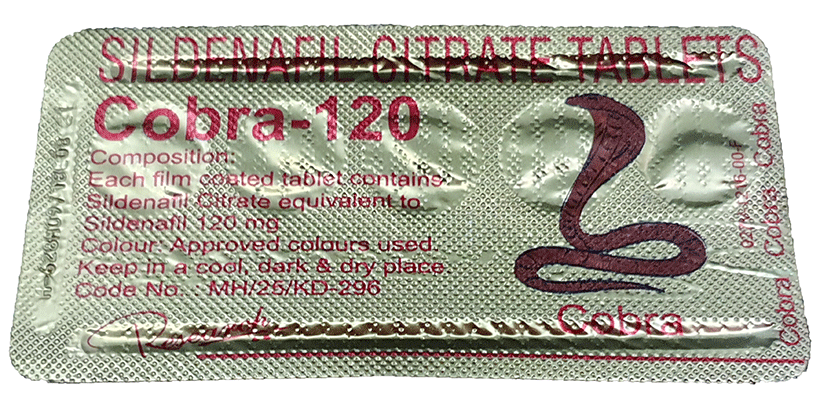 SILDENAFIL CITRATE TABLETS
Cobra-120
Composition:
Each film coated tablet contains:
Sildenafil Citrate equivalent to
Sildenafil 120 mg
Colour: Approved colours used.
Keep in a cool, dark & dry place
Code No.: MH/25/KD-296
Cobra
Cobra Cobra Cobra